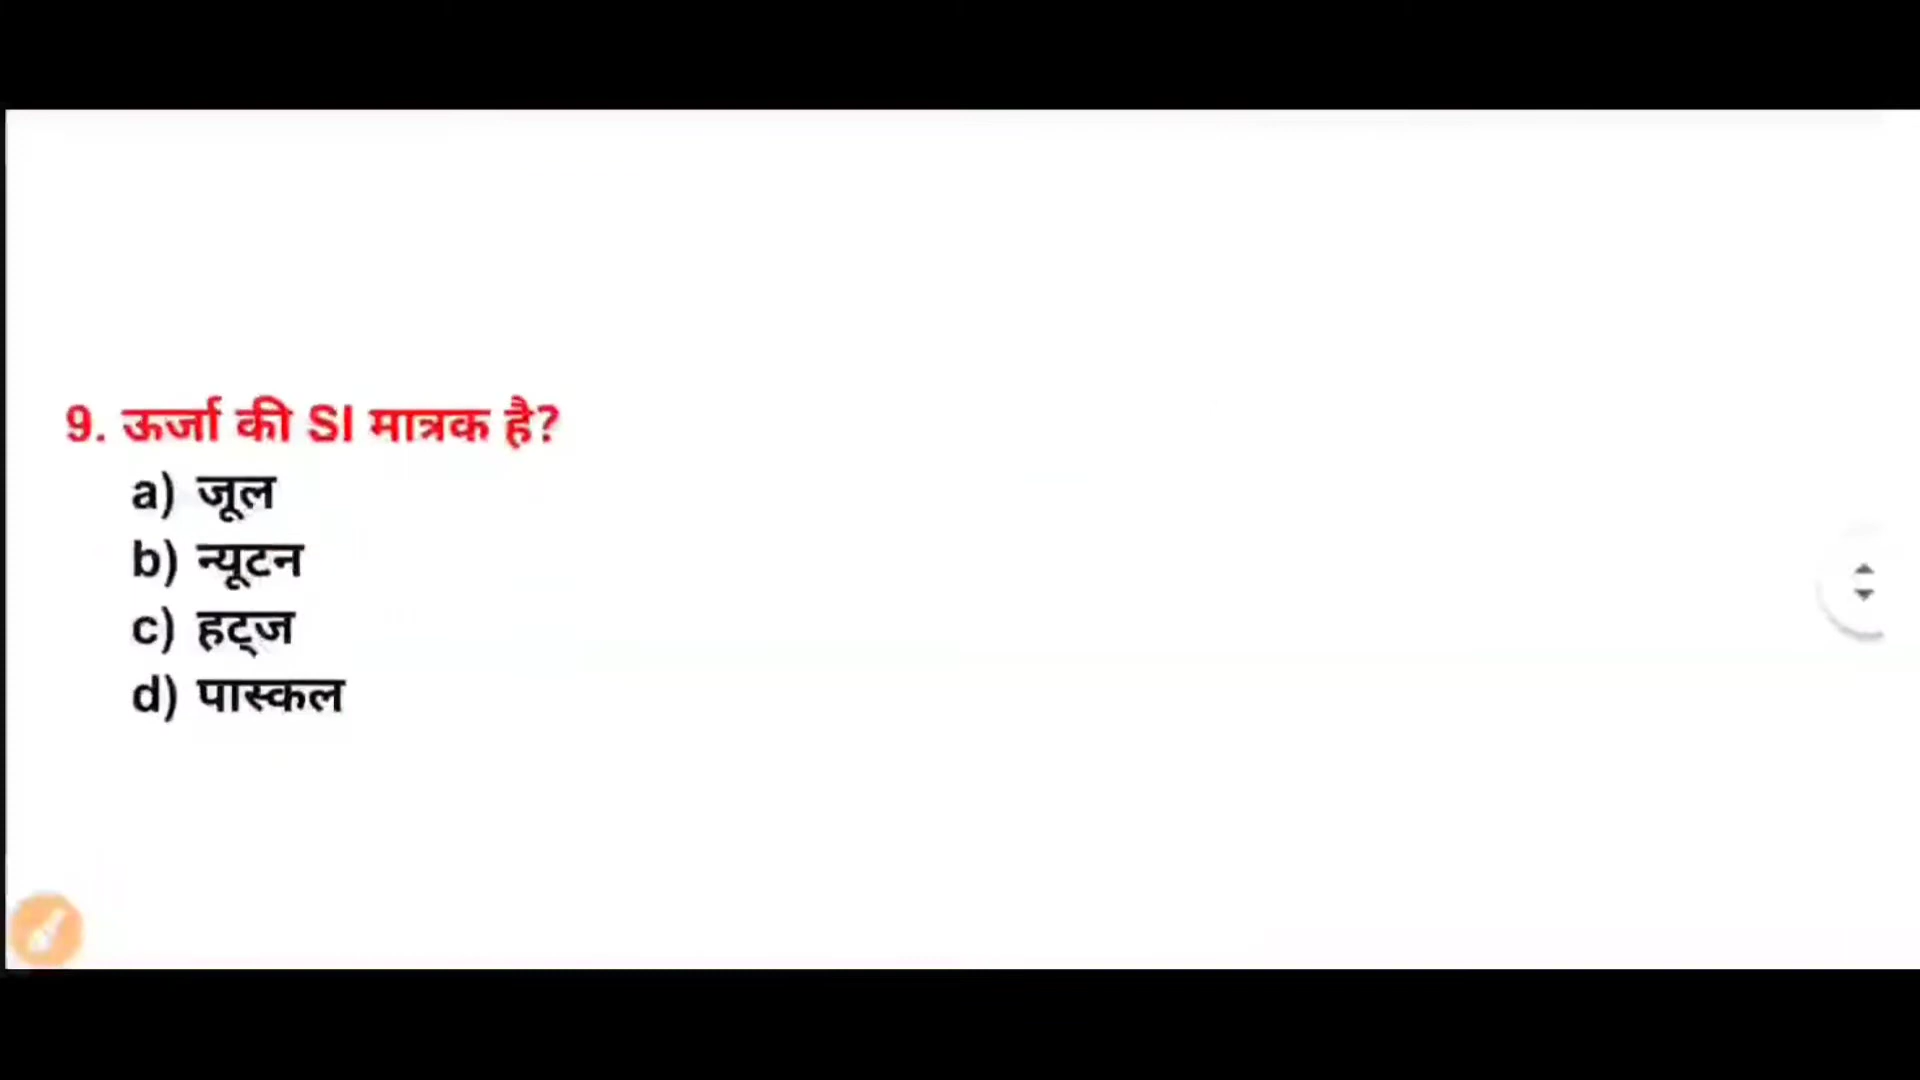 9. ऊर्जा की SI मात्रक है?
a) जूल
b) न्यूटन
c) हट्ज
d) पास्कल